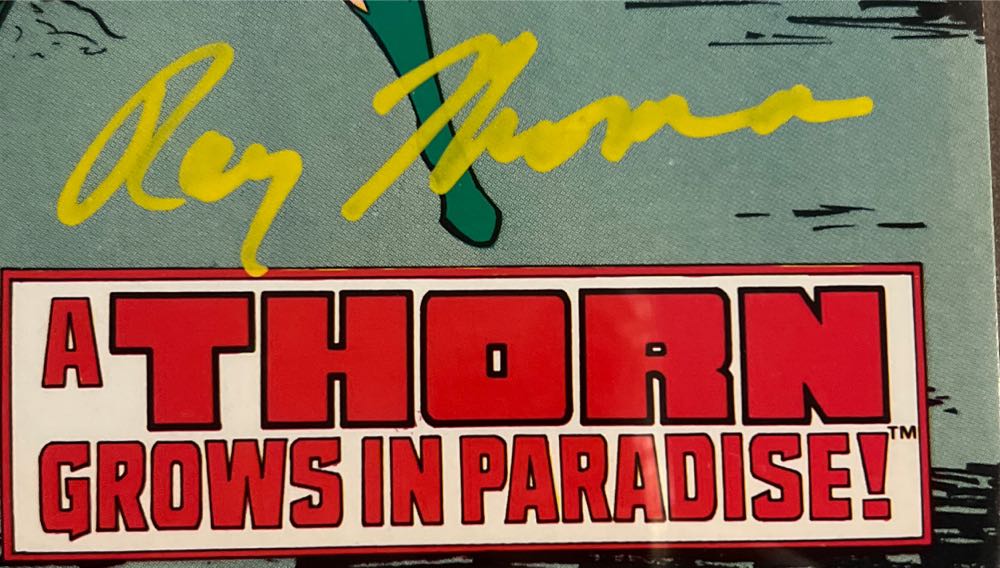 Roy Thomas
A THORN
GROWS IN PARADISE!™